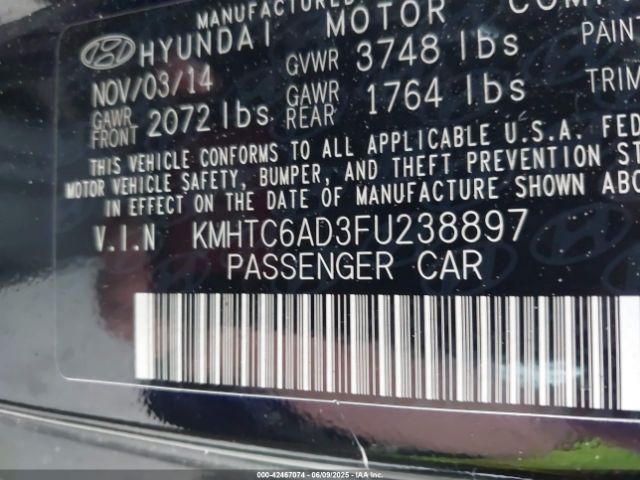 MANUFACTURED
HYUNDAI MOTOR COMP
NOV/03/14 GVWR 3748 lbs PAIN
GAWR FRONT 2072 lbs GAWR REAR 1764 lbs TRIM
THIS VEHICLE CONFORMS TO ALL APPLICABLE U.S.A. FED
MOTOR VEHICLE SAFETY, BUMPER, AND THEFT PREVENTION ST
IN EFFECT ON THE DATE OF MANUFACTURE SHOWN ABO
V.I.N KMHTC6AD3FU238897
PASSENGER CAR
000-42467074 | 06/09/2025 - IAA Inc.